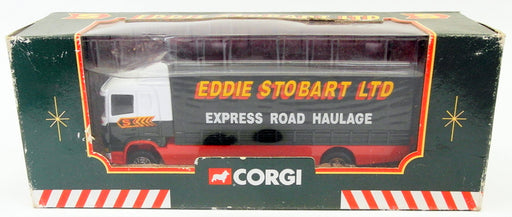 EDDIE STOBART LTD
EXPRESS ROAD HAULAGE
S
CORGI